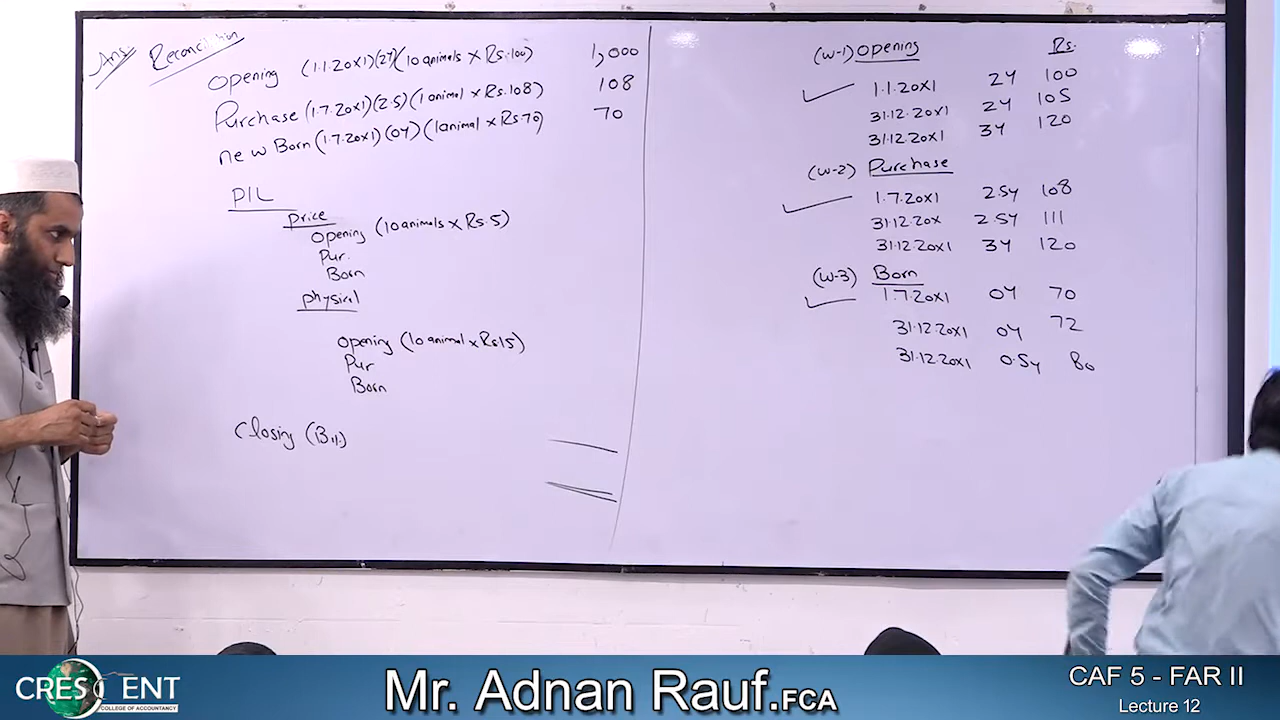 Ans Reconciliation
Opening (1.1.20x1)(2Y)(10 animals x Rs.100) 1,000
Purchase (1.7.20x1)(2.5)(1 animal x Rs.108) 108
new Born (1.7.20x1)(0Y)(1 animal x Rs.70) 70
P/L
Price
Opening (10 animals x Rs.5)
Pur.
Born
Physical
Opening (10 animal x Rs15)
Pur
Born
Closing (B/f)
(w-1) Opening Rs.
1.1.20x1 2Y 100
31.12.20x1 2Y 105
31.12.20x1 3Y 120
(w-2) Purchase
1.7.20x1 2.5Y 108
31.12.20x 2.5Y 111
31.12.20x1 3Y 120
(w-3) Born
1.7.20x1 0Y 70
31.12.20x1 0Y 72
31.12.20x1 0.5Y 80
CRESCENT
COLLEGE OF ACCOUNTANCY
Mr. Adnan Rauf.FCA
CAF 5 - FAR II
Lecture 12